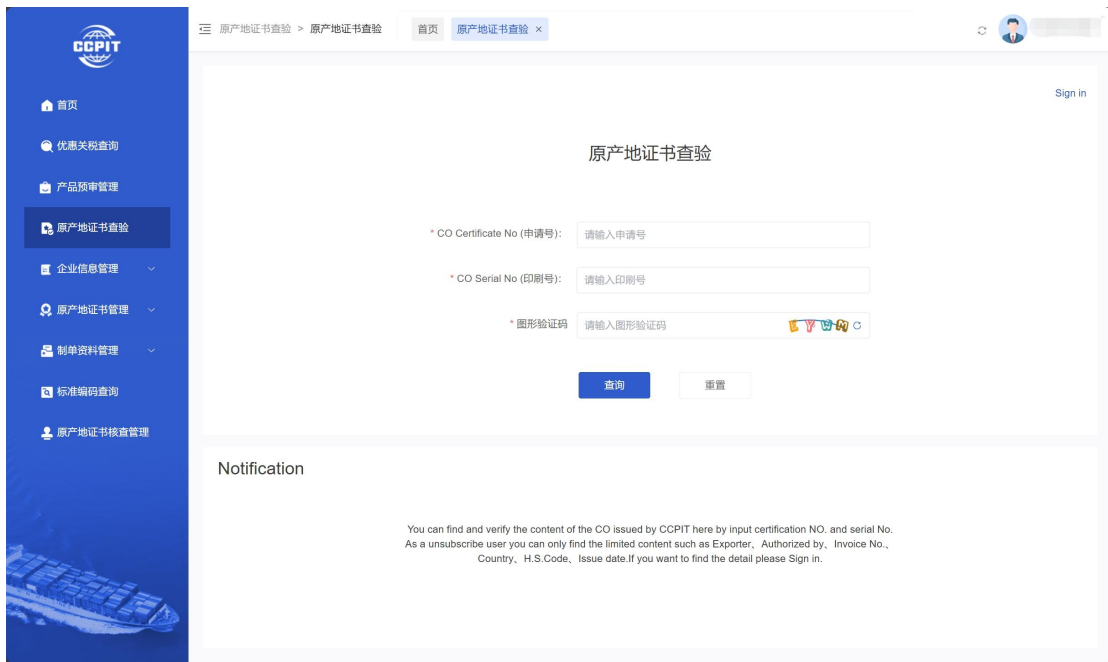 CCPIT
首页
优惠关税查询
产品预审管理
原产地证书查验
企业信息管理
原产地证书管理
制单资料管理
标准编码查询
原产地证书核查管理
原产地证书查验 > 原产地证书查验
首页 原产地证书查验 ×
Sign in
原产地证书查验
* CO Certificate No (申请号): 请输入申请号
* CO Serial No (印刷号): 请输入印刷号
* 图形验证码 请输入图形验证码
查询 重置
Notification
You can find and verify the content of the CO issued by CCPIT here by input certification NO. and serial No.
As a unsubscribe user you can only find the limited content such as Exporter、Authorized by、Invoice No.、
Country、H.S.Code、Issue date.If you want to find the detail please Sign in.